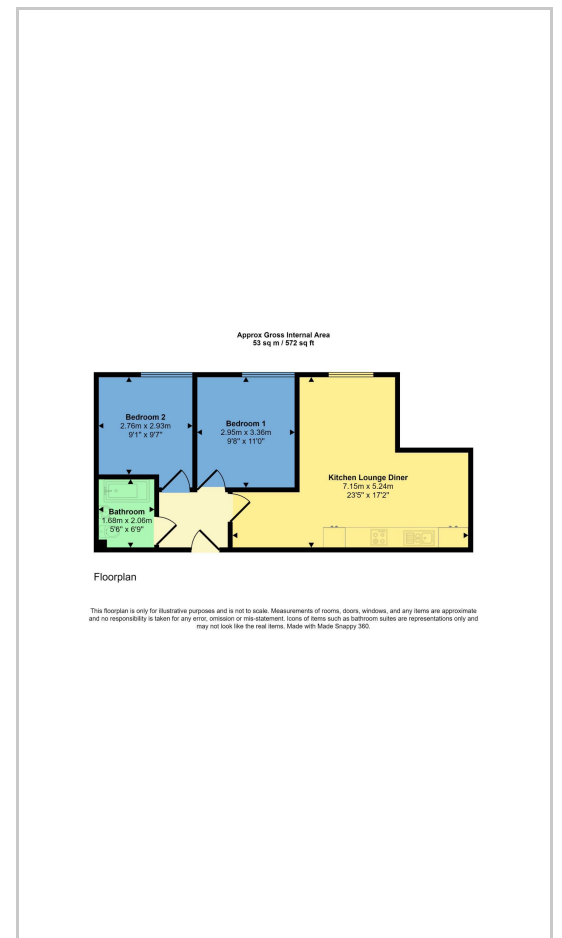 Approx Gross Internal Area
53 sq m / 572 sq ft
Bedroom 2
2.76m x 2.93m
9'1" x 9'7"
Bedroom 1
2.95m x 3.36m
9'8" x 11'0"
Kitchen Lounge Diner
7.15m x 5.24m
23'5" x 17'2"
Bathroom
1.68m x 2.06m
5'6" x 6'9"
Floorplan
This floorplan is only for illustrative purposes and is not to scale. Measurements of rooms, doors, windows, and any items are approximate
and no responsibility is taken for any error, omission or mis-statement. Icons of items such as bathroom suites are representations only and
may not look like the real items. Made with Made Snappy 360.